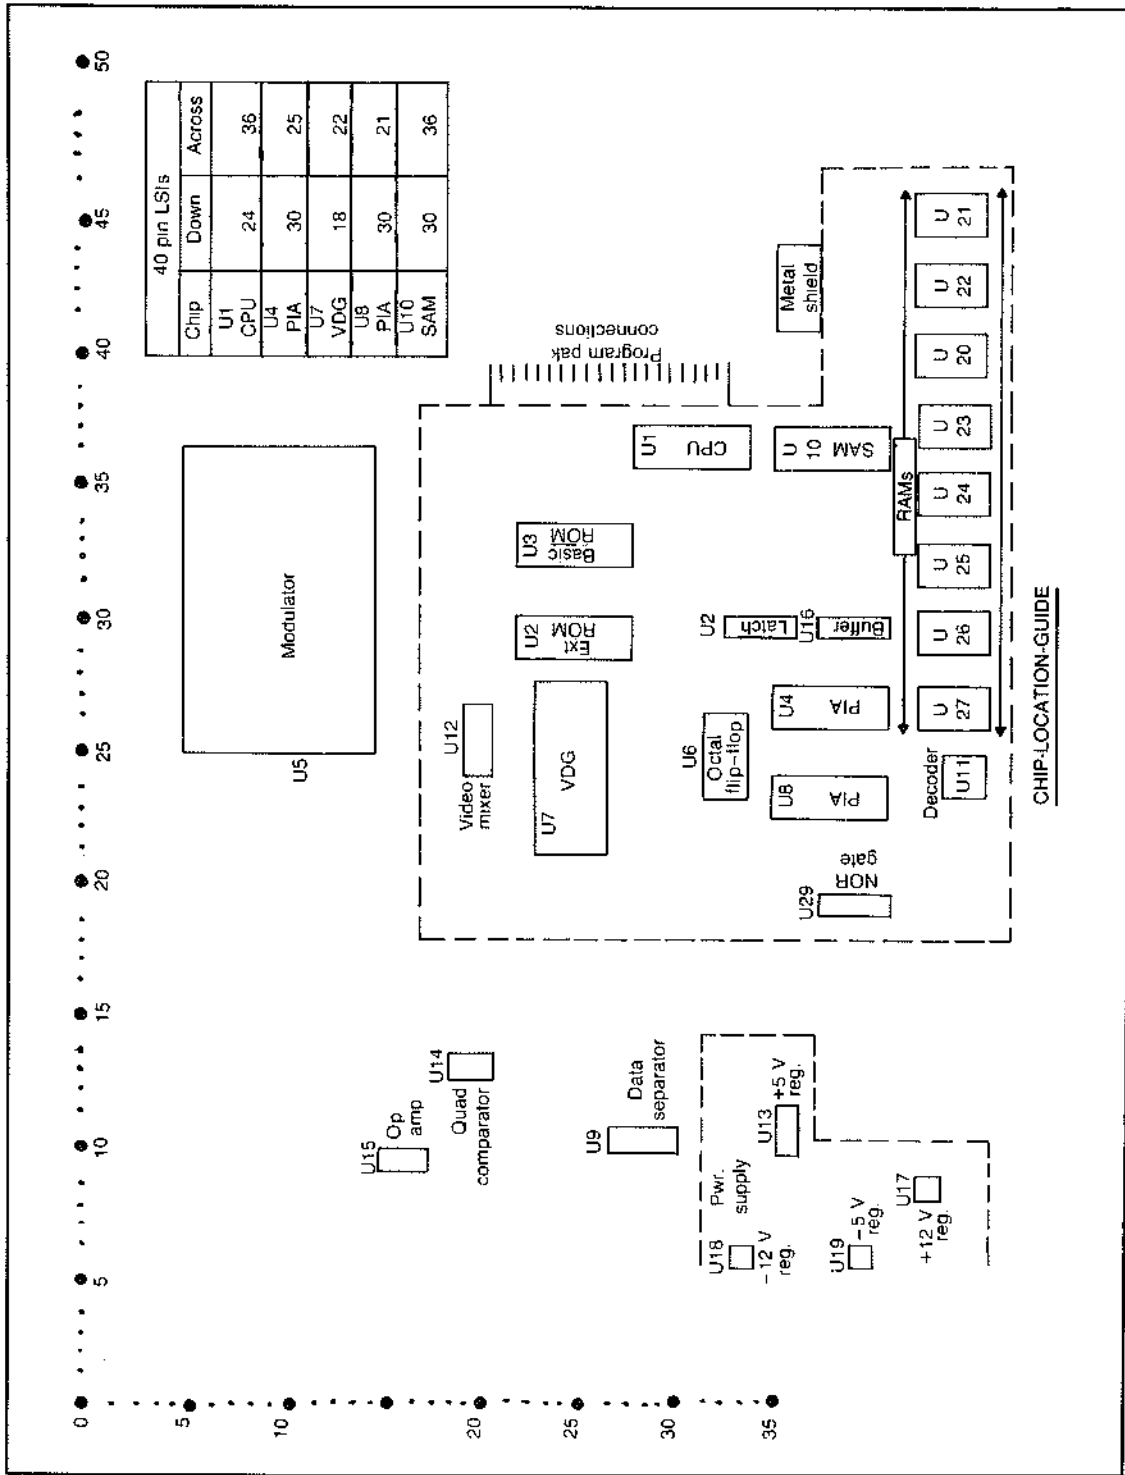 0
5
10
15
20
25
30
35
40
45
50
5
10
15
20
25
30
35
40 pin LSIs
Chip Down Across
U1 CPU 24 36
U4 PIA 30 25
U7 VDG 18 22
U8 PIA 30 21
U10 SAM 30 36
Modulator
U5
U15
Op
amp
U14
Quad
comparator
U12
Video
mixer
U7
VDG
U2
Ext
ROM
U3
Basic
ROM
Program pak
connections
U9
Data
separator
U1
CPU
U6
Octal
flip-flop
U2
Latch
U16
Buffer
U8
PIA
U4
PIA
U
10
SAM
Metal
shield
U29
NOR
gate
Pwr.
supply
U18
-12 V
reg.
U13
+5 V
reg.
U19
-5 V
reg.
U17
+12 V
reg.
RAMs
Decoder
U11
U
27
U
26
U
25
U
24
U
23
U
20
U
22
U
21
CHIP-LOCATION-GUIDE